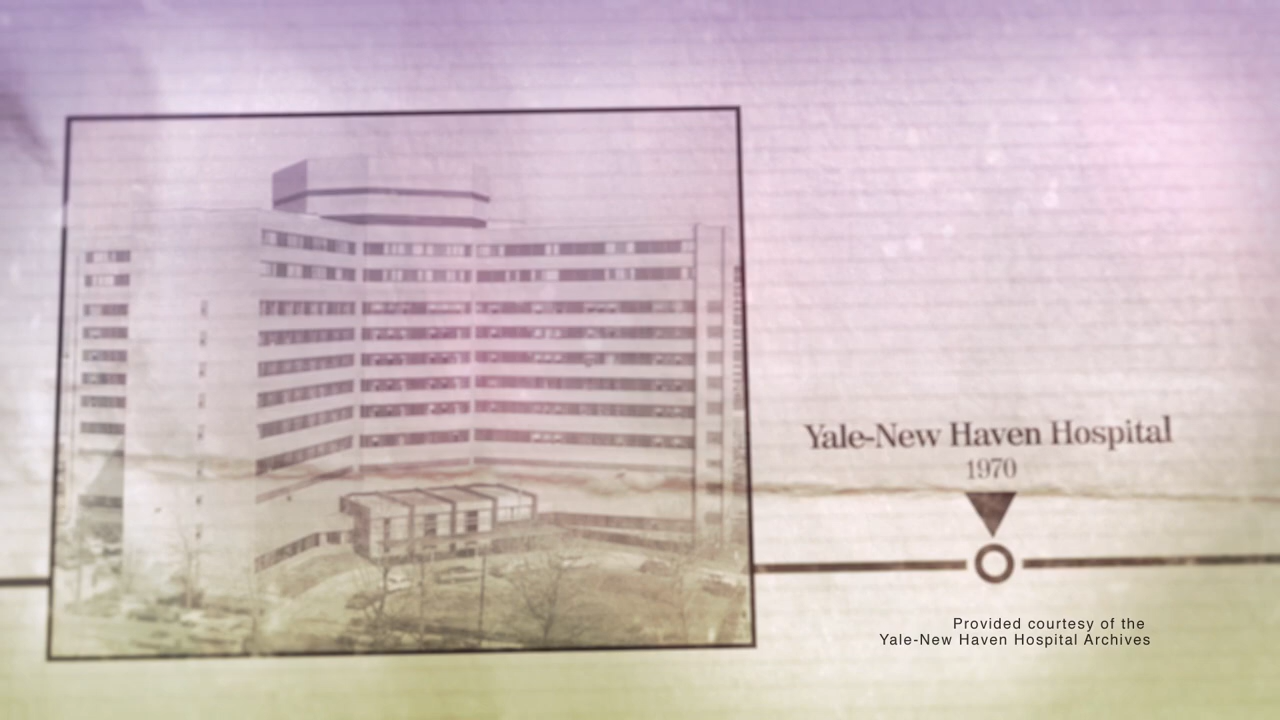 Yale-New Haven Hospital
1970
Provided courtesy of the
Yale-New Haven Hospital Archives